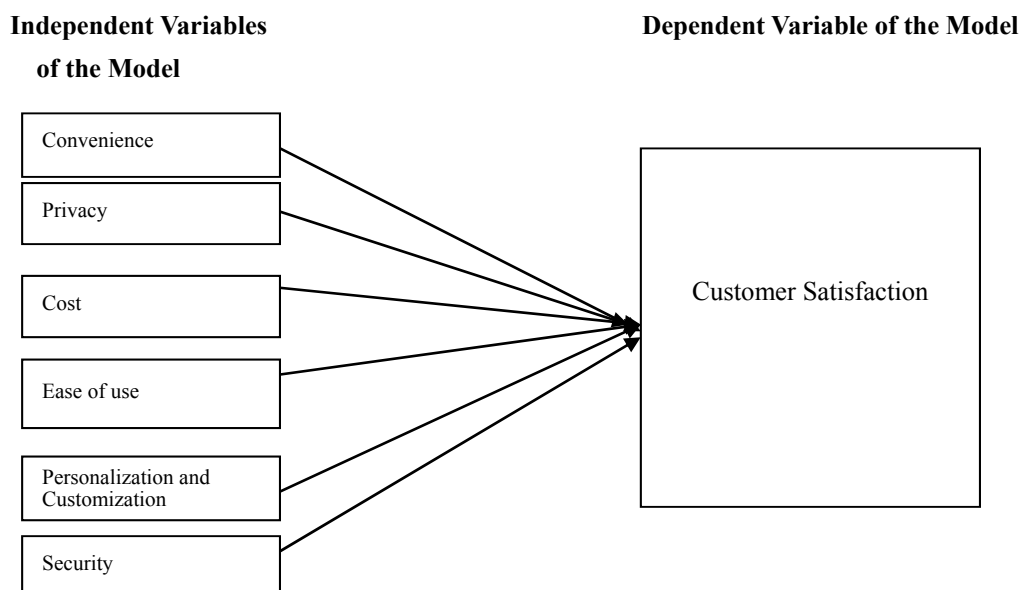 Independent Variables
of the Model
Dependent Variable of the Model
Convenience
Privacy
Cost
Ease of use
Personalization and
Customization
Security
Customer Satisfaction